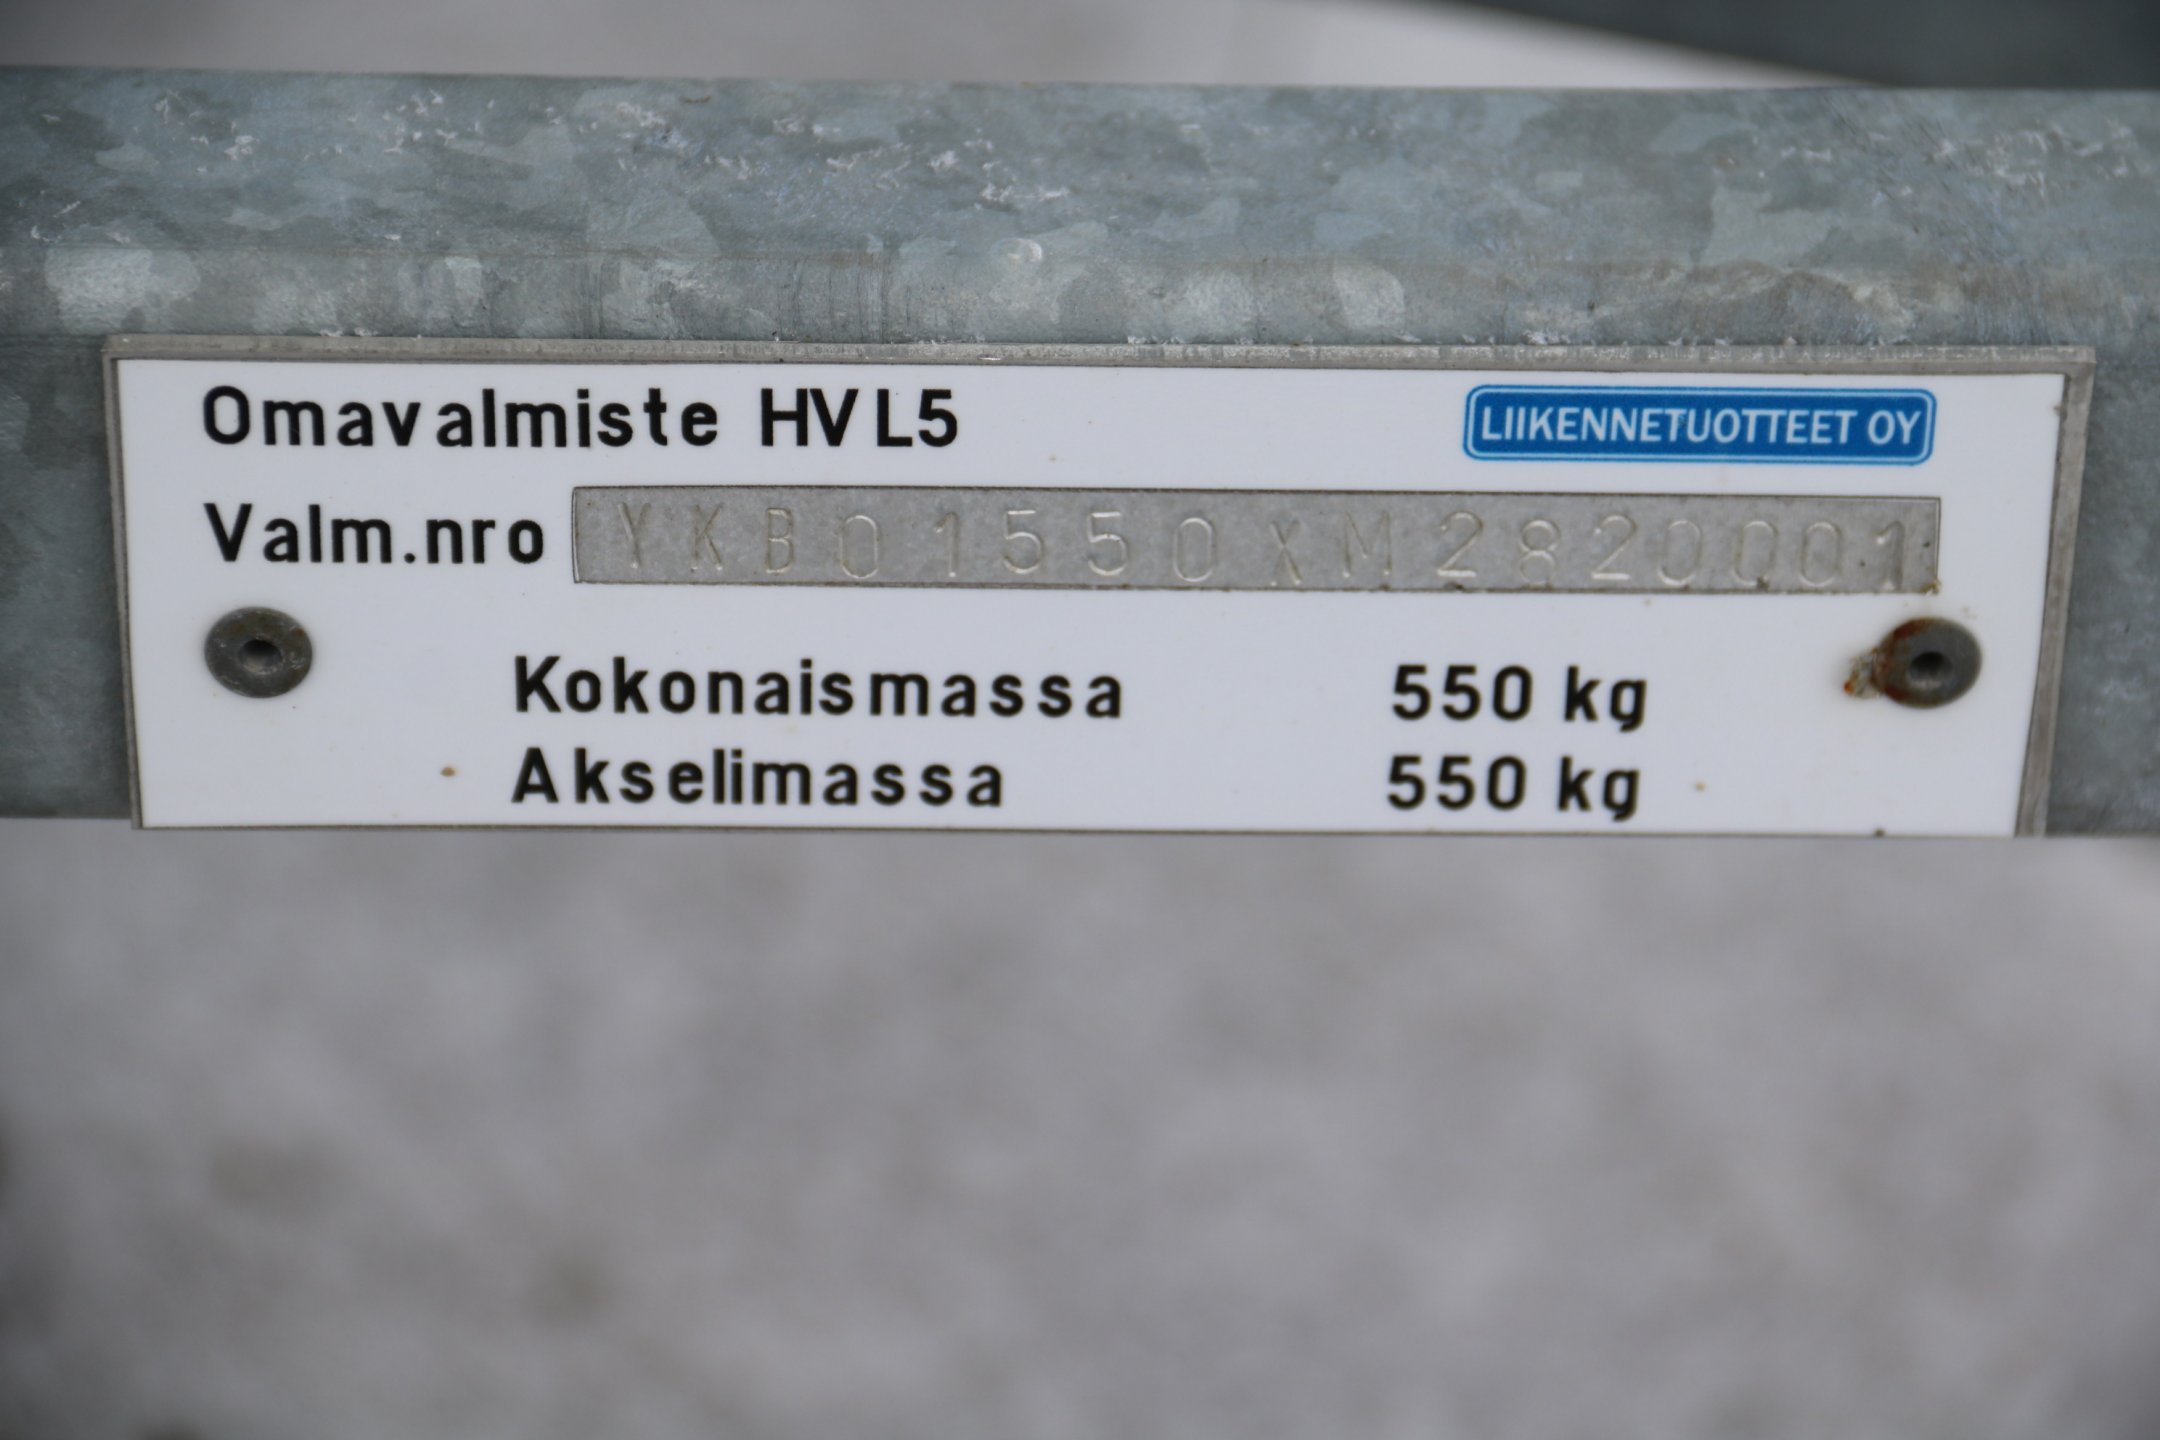 Omavalmiste HVL5
LIIKENNETUOTTEET OY
Valm.nro YKB01550XM2820001
Kokonaismassa 550 kg
Akselimassa 550 kg